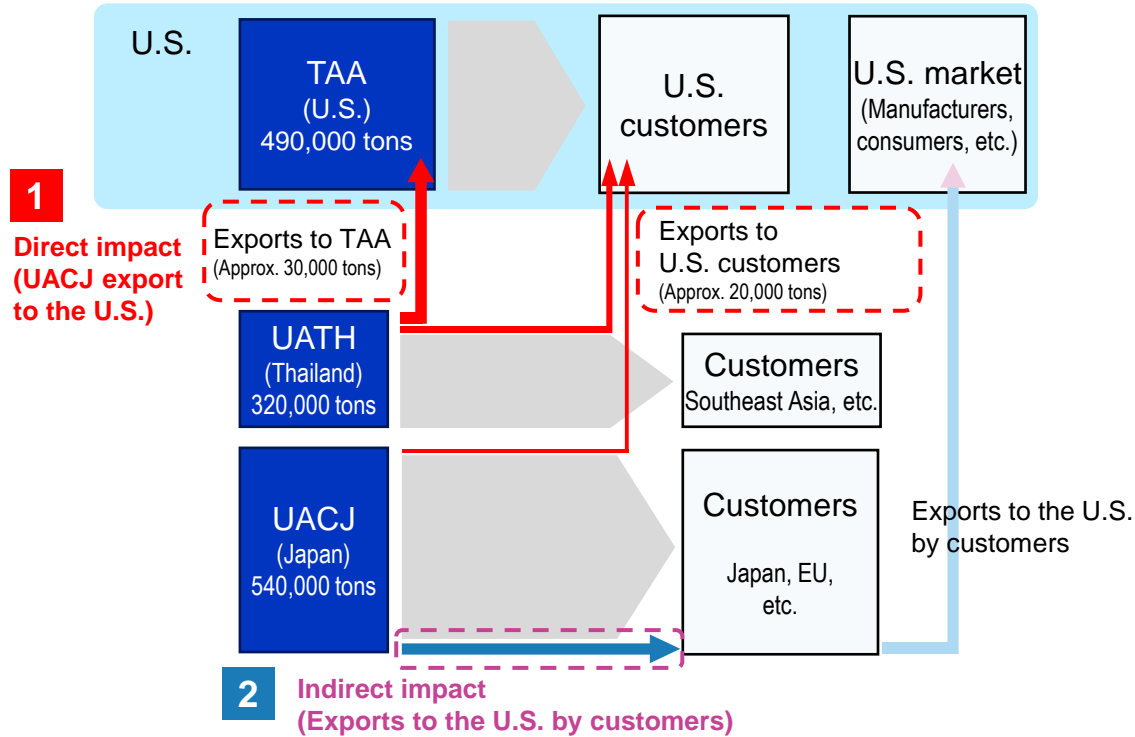 U.S.
TAA
(U.S.)
490,000 tons
U.S.
customers
U.S. market
(Manufacturers,
consumers, etc.)
1
Direct impact
(UACJ export
to the U.S.)
Exports to TAA
(Approx. 30,000 tons)
Exports to
U.S. customers
(Approx. 20,000 tons)
UATH
(Thailand)
320,000 tons
Customers
Southeast Asia, etc.
UACJ
(Japan)
540,000 tons
Customers
Japan, EU,
etc.
Exports to the U.S.
by customers
2
Indirect impact
(Exports to the U.S. by customers)